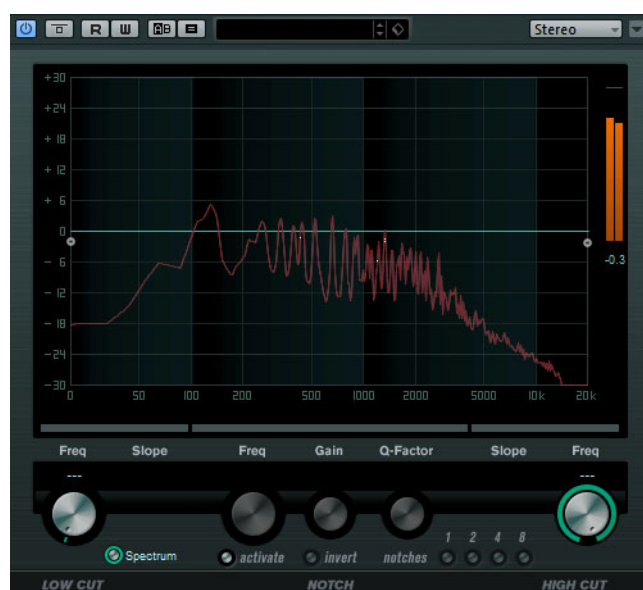 R W AB Stereo
+30
+24
+ 18
+ 12
+ 6
0
- 6
- 12
- 18
-24
-30
-0.3
0 50 100 200 500 1000 2000 5000 10k 20k
Freq Slope Freq Gain Q-Factor Slope Freq
--- ---
1 2 4 8
Spectrum activate invert notches
LOW CUT NOTCH HIGH CUT